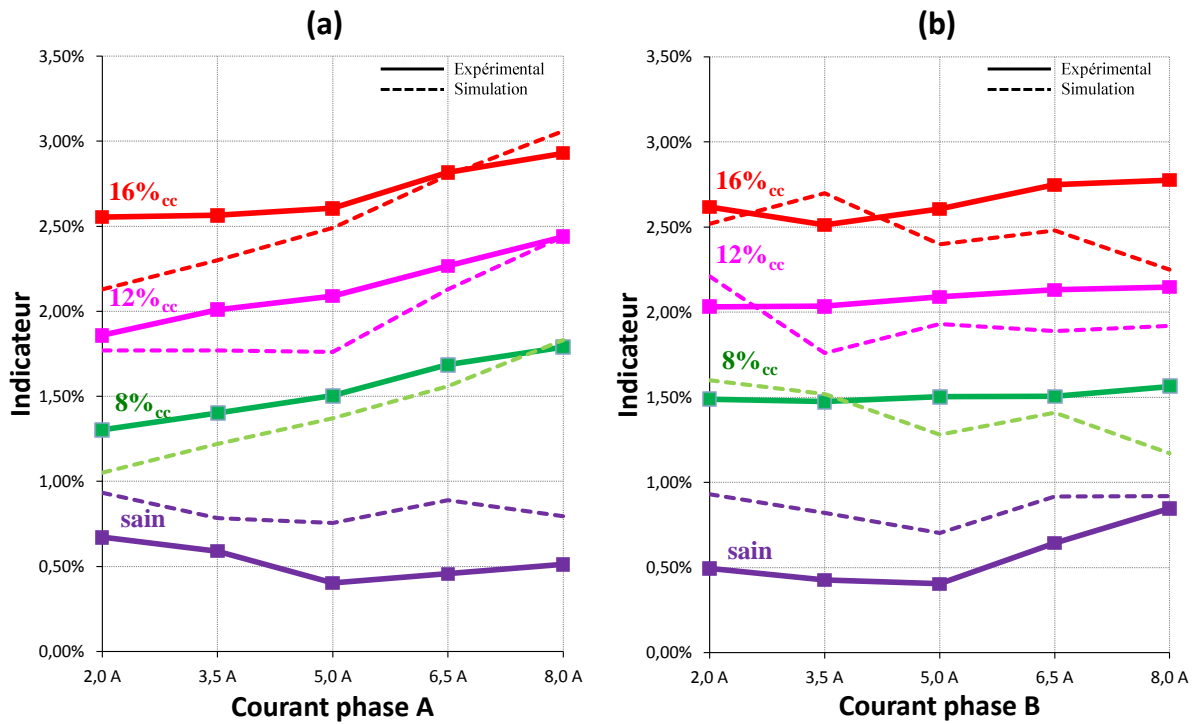 (a)
3,50%
3,00%
2,50%
2,00%
1,50%
1,00%
0,50%
0,00%
Indicateur
Expérimental
Simulation
16%cc
12%cc
8%cc
sain
2,0 A 3,5 A 5,0 A 6,5 A 8,0 A
Courant phase A
(b)
3,50%
3,00%
2,50%
2,00%
1,50%
1,00%
0,50%
0,00%
Indicateur
Expérimental
Simulation
16%cc
12%cc
8%cc
sain
2,0 A 3,5 A 5,0 A 6,5 A 8,0 A
Courant phase B